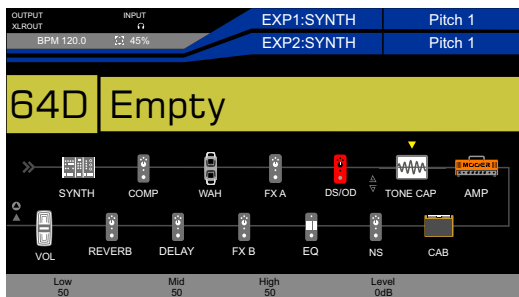 OUTPUT INPUT EXP1:SYNTH Pitch 1
XLROUT
BPM 120.0 45% EXP2:SYNTH Pitch 1
64D Empty
MOOER
SYNTH COMP WAH FX A DS/OD TONE CAP AMP
VOL REVERB DELAY FX B EQ NS CAB
Low Mid High Level
50 50 50 0dB